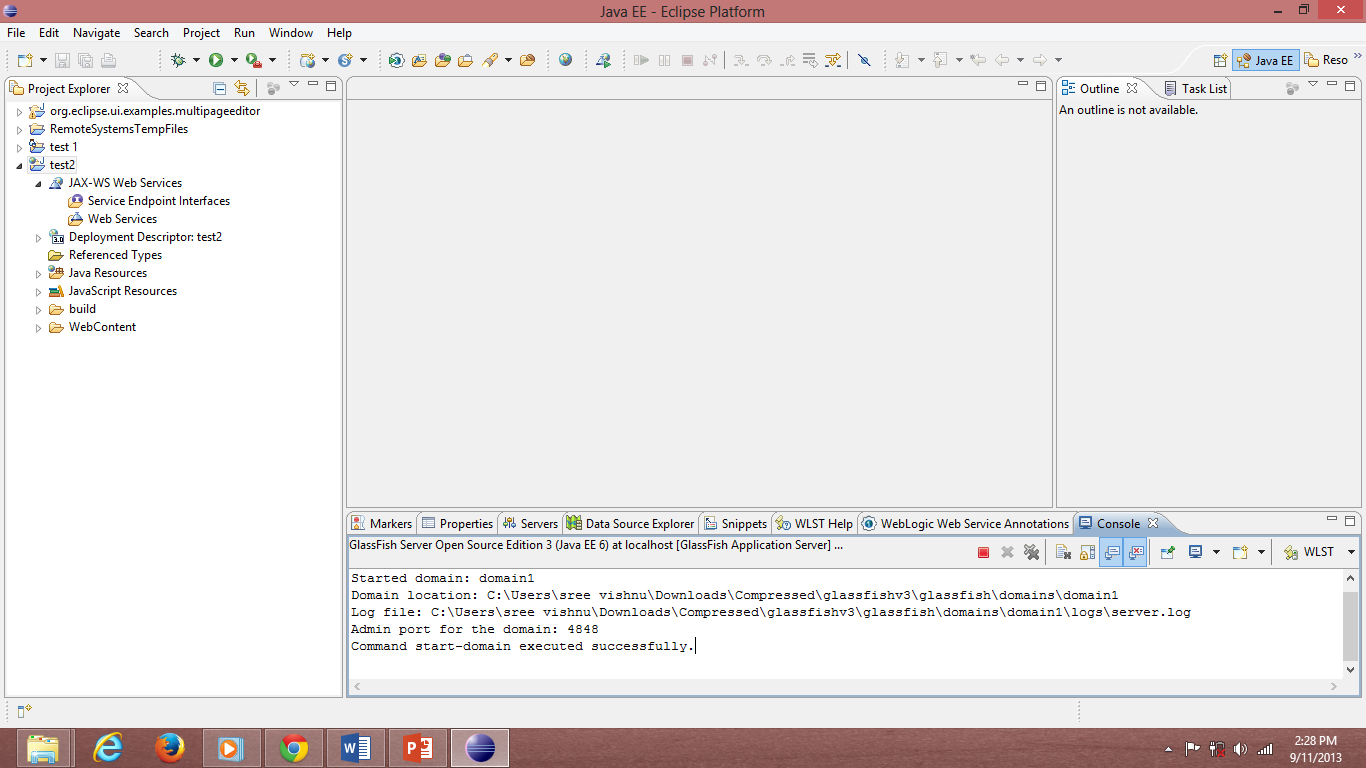 Java EE - Eclipse Platform
File Edit Navigate Search Project Run Window Help
Java EE
Reso
Project Explorer
org.eclipse.ui.examples.multipageeditor
RemoteSystemsTempFiles
test 1
test2
JAX-WS Web Services
Service Endpoint Interfaces
Web Services
3.0 Deployment Descriptor: test2
Referenced Types
Java Resources
JavaScript Resources
build
WebContent
Outline
Task List
An outline is not available.
Markers Properties Servers Data Source Explorer Snippets WLST Help WebLogic Web Service Annotations Console
GlassFish Server Open Source Edition 3 (Java EE 6) at localhost [GlassFish Application Server] ...
WLST
Started domain: domain1
Domain location: C:\Users\sree vishnu\Downloads\Compressed\glassfishv3\glassfish\domains\domain1
Log file: C:\Users\sree vishnu\Downloads\Compressed\glassfishv3\glassfish\domains\domain1\logs\server.log
Admin port for the domain: 4848
Command start-domain executed successfully.
2:28 PM
9/11/2013